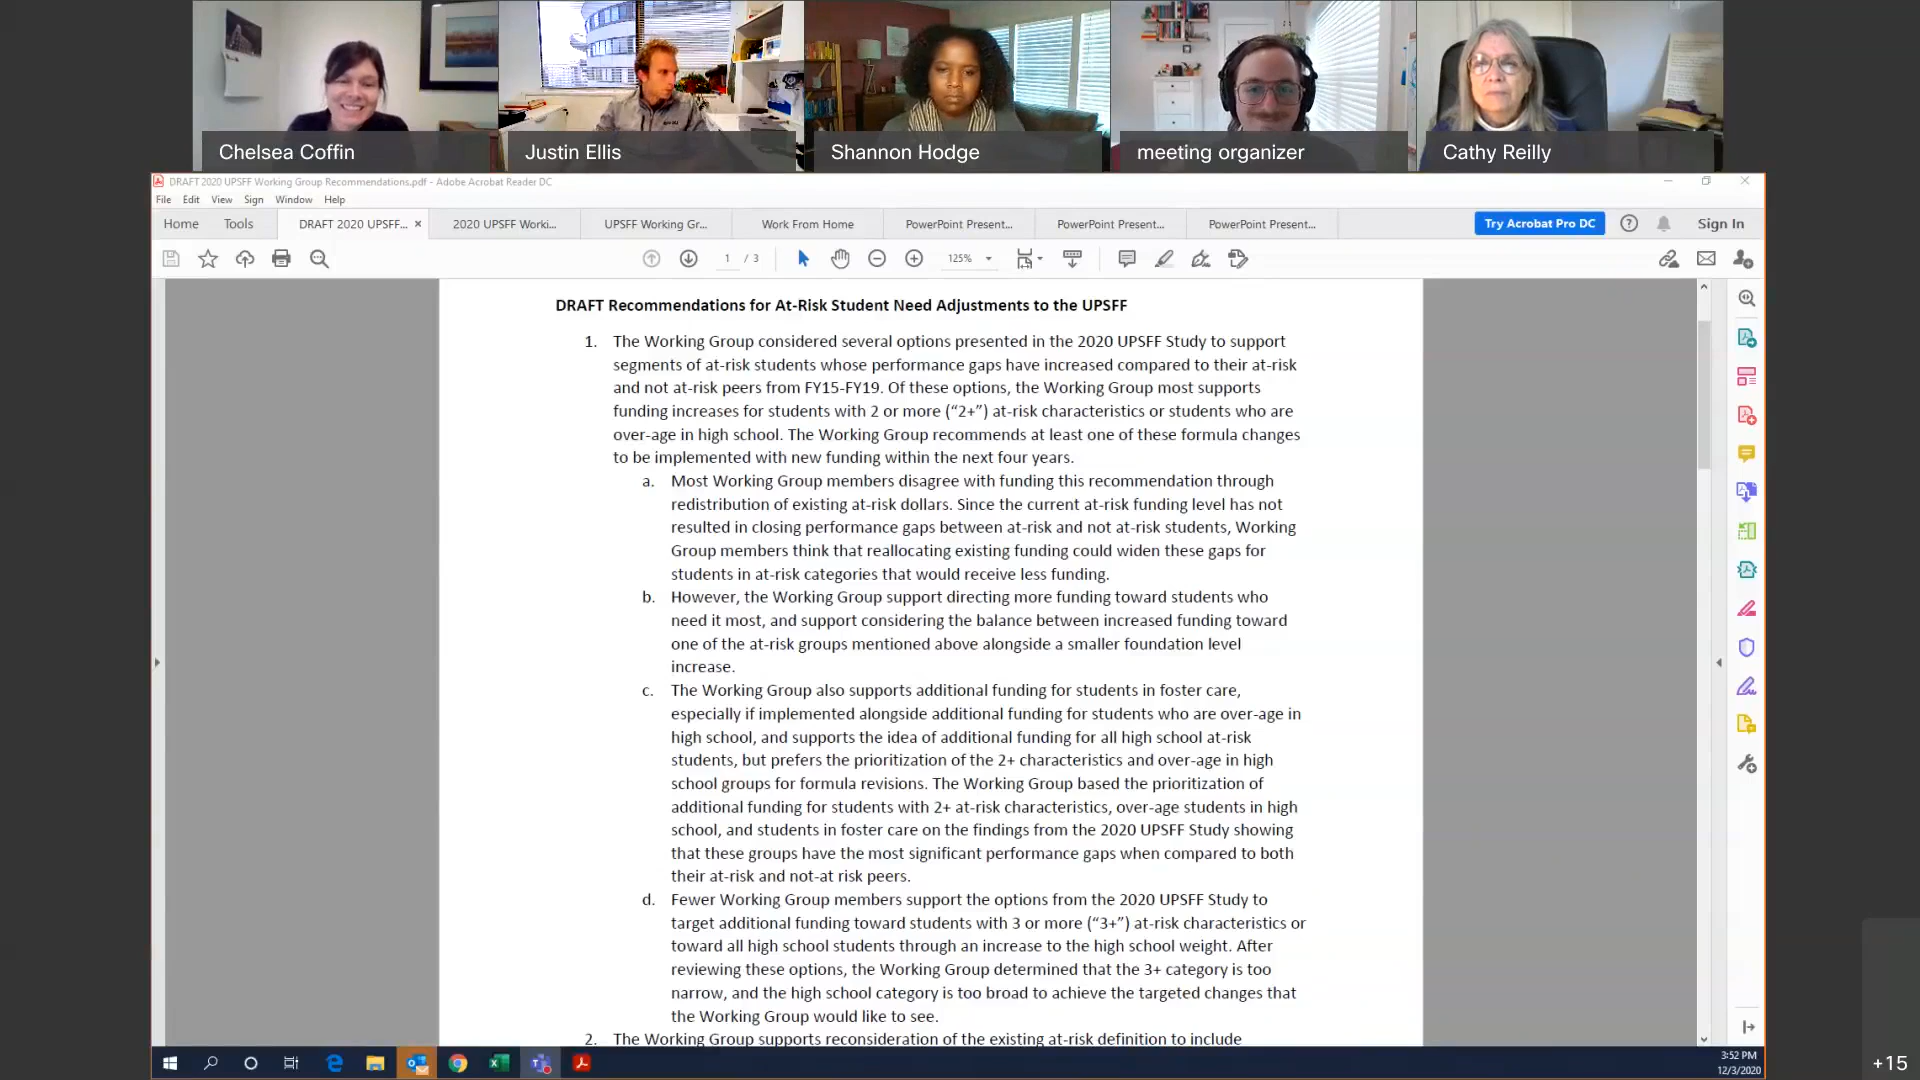 Chelsea Coffin
Justin Ellis
Shannon Hodge
meeting organizer
Cathy Reilly
DRAFT 2020 UPSFF Working Group Recommendations.pdf - Adobe Acrobat Reader DC
File Edit View Sign Window Help
Home Tools DRAFT 2020 UPSFF... × 2020 UPSFF Worki... UPSFF Working Gr... Work From Home PowerPoint Present... PowerPoint Present... PowerPoint Present... Try Acrobat Pro DC Sign In
1 / 3 125%
DRAFT Recommendations for At-Risk Student Need Adjustments to the UPSFF
1. The Working Group considered several options presented in the 2020 UPSFF Study to support
segments of at-risk students whose performance gaps have increased compared to their at-risk
and not at-risk peers from FY15-FY19. Of these options, the Working Group most supports
funding increases for students with 2 or more (“2+”) at-risk characteristics or students who are
over-age in high school. The Working Group recommends at least one of these formula changes
to be implemented with new funding within the next four years.
a. Most Working Group members disagree with funding this recommendation through
redistribution of existing at-risk dollars. Since the current at-risk funding level has not
resulted in closing performance gaps between at-risk and not at-risk students, Working
Group members think that reallocating existing funding could widen these gaps for
students in at-risk categories that would receive less funding.
b. However, the Working Group support directing more funding toward students who
need it most, and support considering the balance between increased funding toward
one of the at-risk groups mentioned above alongside a smaller foundation level
increase.
c. The Working Group also supports additional funding for students in foster care,
especially if implemented alongside additional funding for students who are over-age in
high school, and supports the idea of additional funding for all high school at-risk
students, but prefers the prioritization of the 2+ characteristics and over-age in high
school groups for formula revisions. The Working Group based the prioritization of
additional funding for students with 2+ at-risk characteristics, over-age students in high
school, and students in foster care on the findings from the 2020 UPSFF Study showing
that these groups have the most significant performance gaps when compared to both
their at-risk and not-at risk peers.
d. Fewer Working Group members support the options from the 2020 UPSFF Study to
target additional funding toward students with 3 or more (“3+”) at-risk characteristics or
toward all high school students through an increase to the high school weight. After
reviewing these options, the Working Group determined that the 3+ category is too
narrow, and the high school category is too broad to achieve the targeted changes that
the Working Group would like to see.
2. The Working Group supports reconsideration of the existing at-risk definition to include
3:52 PM
12/3/2020
+15